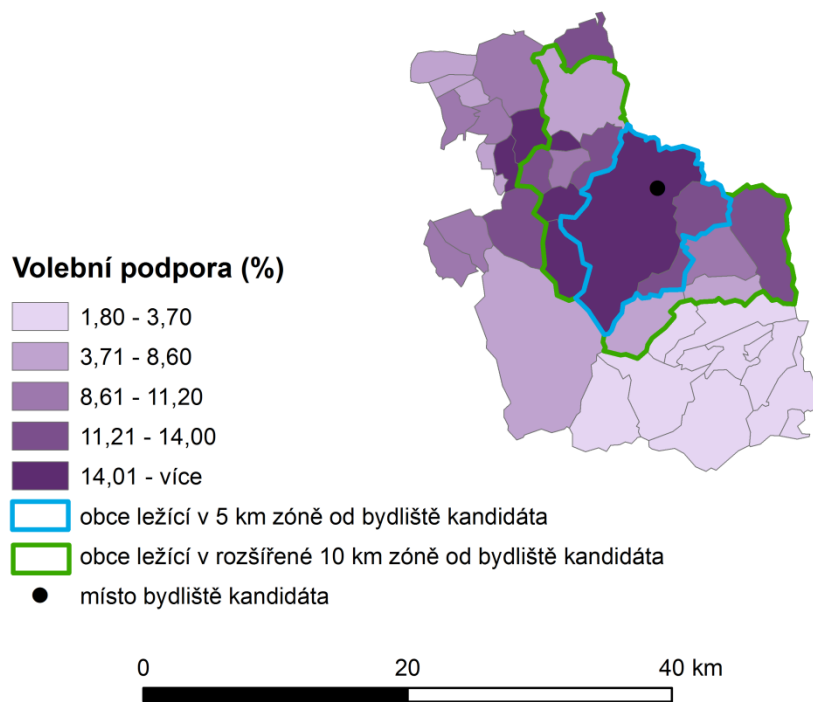 Volební podpora (%)
1,80 - 3,70
3,71 - 8,60
8,61 - 11,20
11,21 - 14,00
14,01 - více
obce ležící v 5 km zóně od bydliště kandidáta
obce ležící v rozšířené 10 km zóně od bydliště kandidáta
místo bydliště kandidáta
0 20 40 km